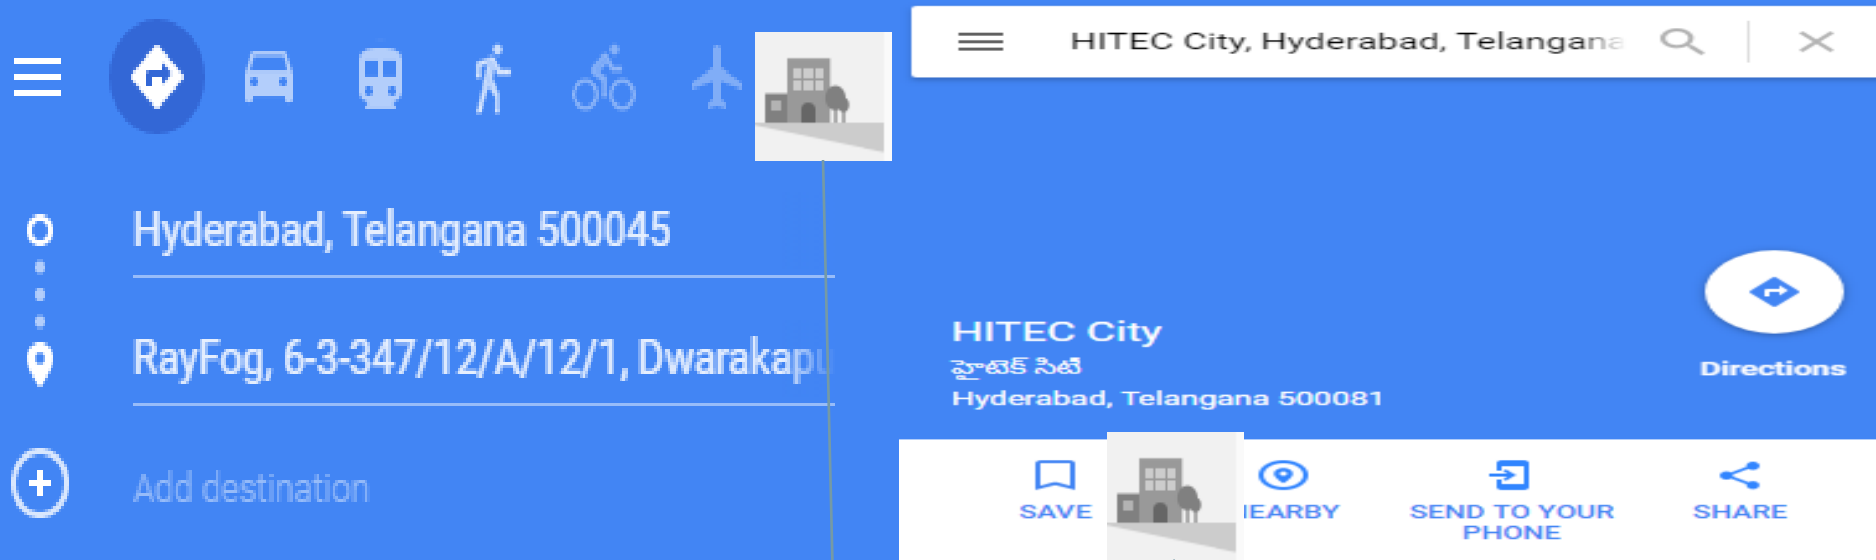 Hyderabad, Telangana 500045
RayFog, 6-3-347/12/A/12/1, Dwarakapu
Add destination
HITEC City, Hyderabad, Telangana
HITEC City
హైటెక్ సిటీ
Hyderabad, Telangana 500081
Directions
SAVE
EARBY
SEND TO YOUR
PHONE
SHARE